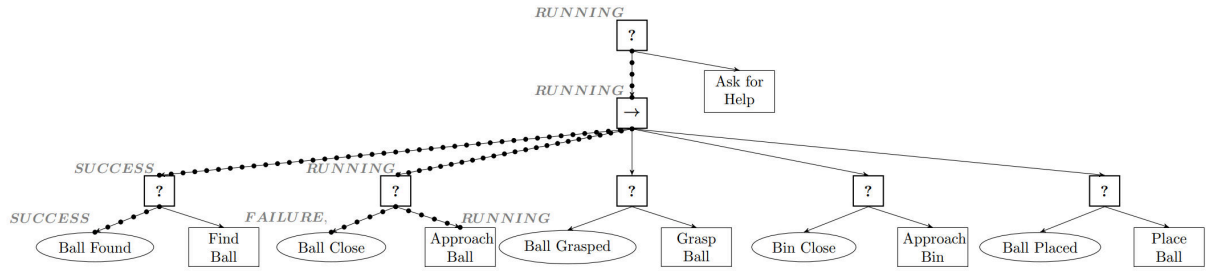 RUNNING
?
Ask for
Help
RUNNING
→
SUCCESS
RUNNING
?
?
?
?
?
SUCCESS
FAILURE,
RUNNING
Ball Found
Find
Ball
Ball Close
Approach
Ball
Ball Grasped
Grasp
Ball
Bin Close
Approach
Bin
Ball Placed
Place
Ball